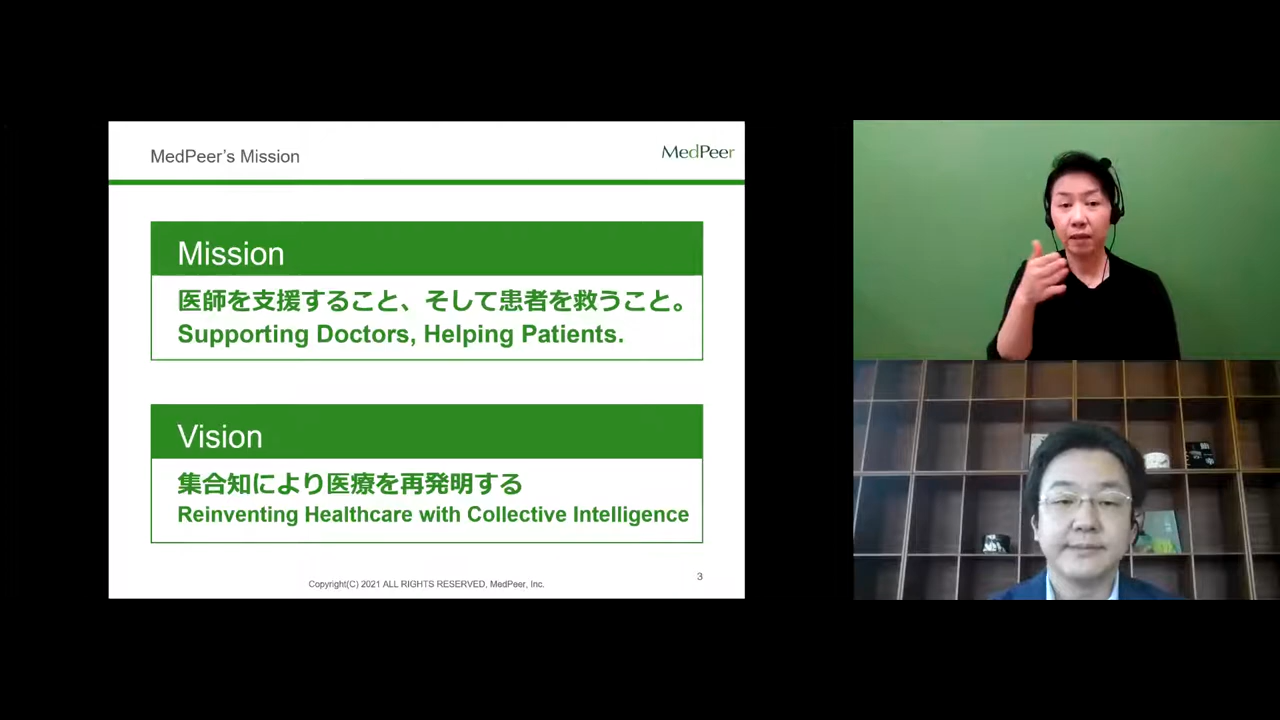 MedPeer's Mission
MedPeer
Mission
医師を支援すること、そして患者を救うこと。
Supporting Doctors, Helping Patients.
Vision
集合知により医療を再発明する
Reinventing Healthcare with Collective Intelligence
3
Copyright(C) 2021 ALL RIGHTS RESERVED, MedPeer, Inc.